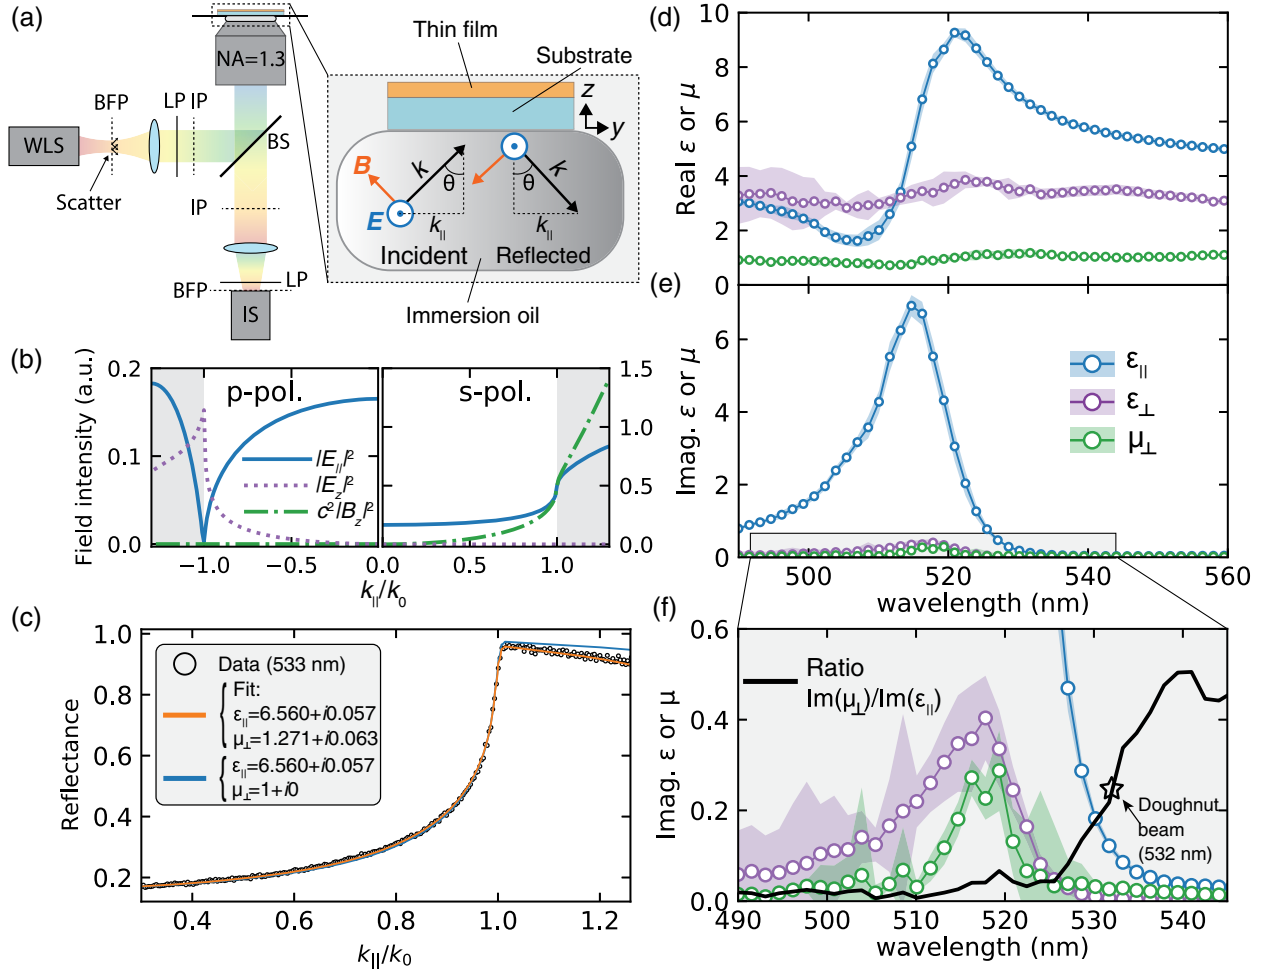 (a)
NA=1.3
BFP
LP
IP
WLS
BS
Scatter
IP
BFP
LP
IS
Thin film
Substrate
z
y
B
k
θ
E
k||
Incident
k
θ
k||
Reflected
Immersion oil
(b)
Field intensity (a.u.)
0.2
0.1
0.0
p-pol.
s-pol.
|E||||²
|Ez|²
c²|Bz|²
1.5
1.0
0.5
0.0
−1.0
−0.5
0.0
0.5
1.0
k||/k0
(c)
Reflectance
1.0
0.8
0.6
0.4
0.2
Data (533 nm)
Fit:
ε||=6.560+i0.057
μ⊥=1.271+i0.063
ε||=6.560+i0.057
μ⊥=1+i0
0.4
0.6
0.8
1.0
1.2
k||/k0
(d)
Real ε or μ
10
8
6
4
2
0
(e)
Imag. ε or μ
6
4
2
0
ε||
ε⊥
μ⊥
500
520
540
560
wavelength (nm)
(f)
Imag. ε or μ
0.6
0.4
0.2
0.0
Ratio
Im(μ⊥)/Im(ε||)
Doughnut
beam
(532 nm)
490
500
510
520
530
540
wavelength (nm)